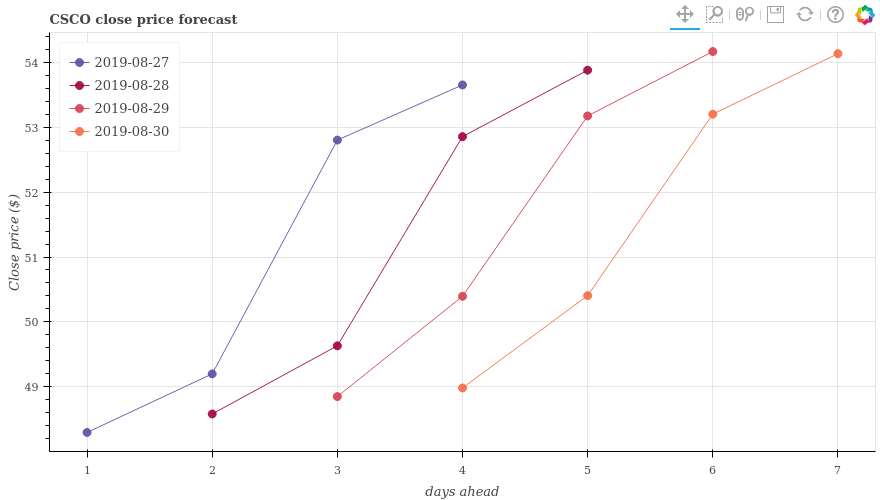 CSCO close price forecast
2019-08-27
2019-08-28
2019-08-29
2019-08-30
Close price ($)
54
53
52
51
50
49
1 2 3 4 5 6 7
days ahead